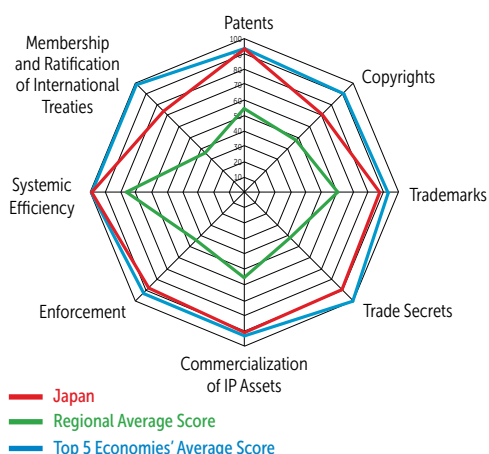 Patents
Membership
and Ratification
of International
Treaties
Copyrights
100
90
80
70
60
50
40
30
20
10
0
Systemic
Efficiency
Trademarks
Enforcement
Trade Secrets
Commercialization
of IP Assets
Japan
Regional Average Score
Top 5 Economies' Average Score